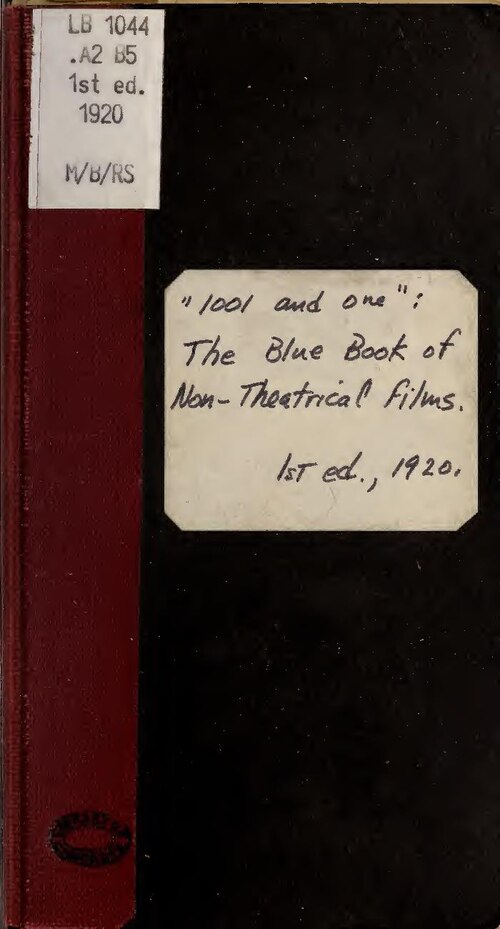 LB 1044
.A2 B5
1st ed.
1920
M/B/RS
"1001 and one":
The Blue Book of
Non-Theatrical films.
1st ed., 1920.